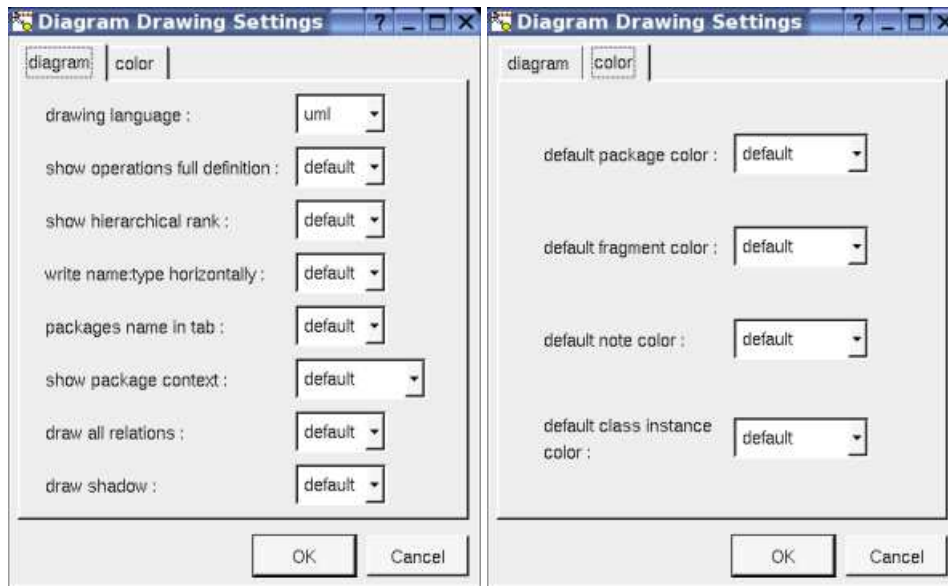 Diagram Drawing Settings
diagram color
drawing language : uml
show operations full definition : default
show hierarchical rank : default
write name:type horizontally : default
packages name in tab : default
show package context : default
draw all relations : default
draw shadow : default
OK Cancel
Diagram Drawing Settings
diagram color
default package color : default
default fragment color : default
default note color : default
default class instance
color : default
OK Cancel